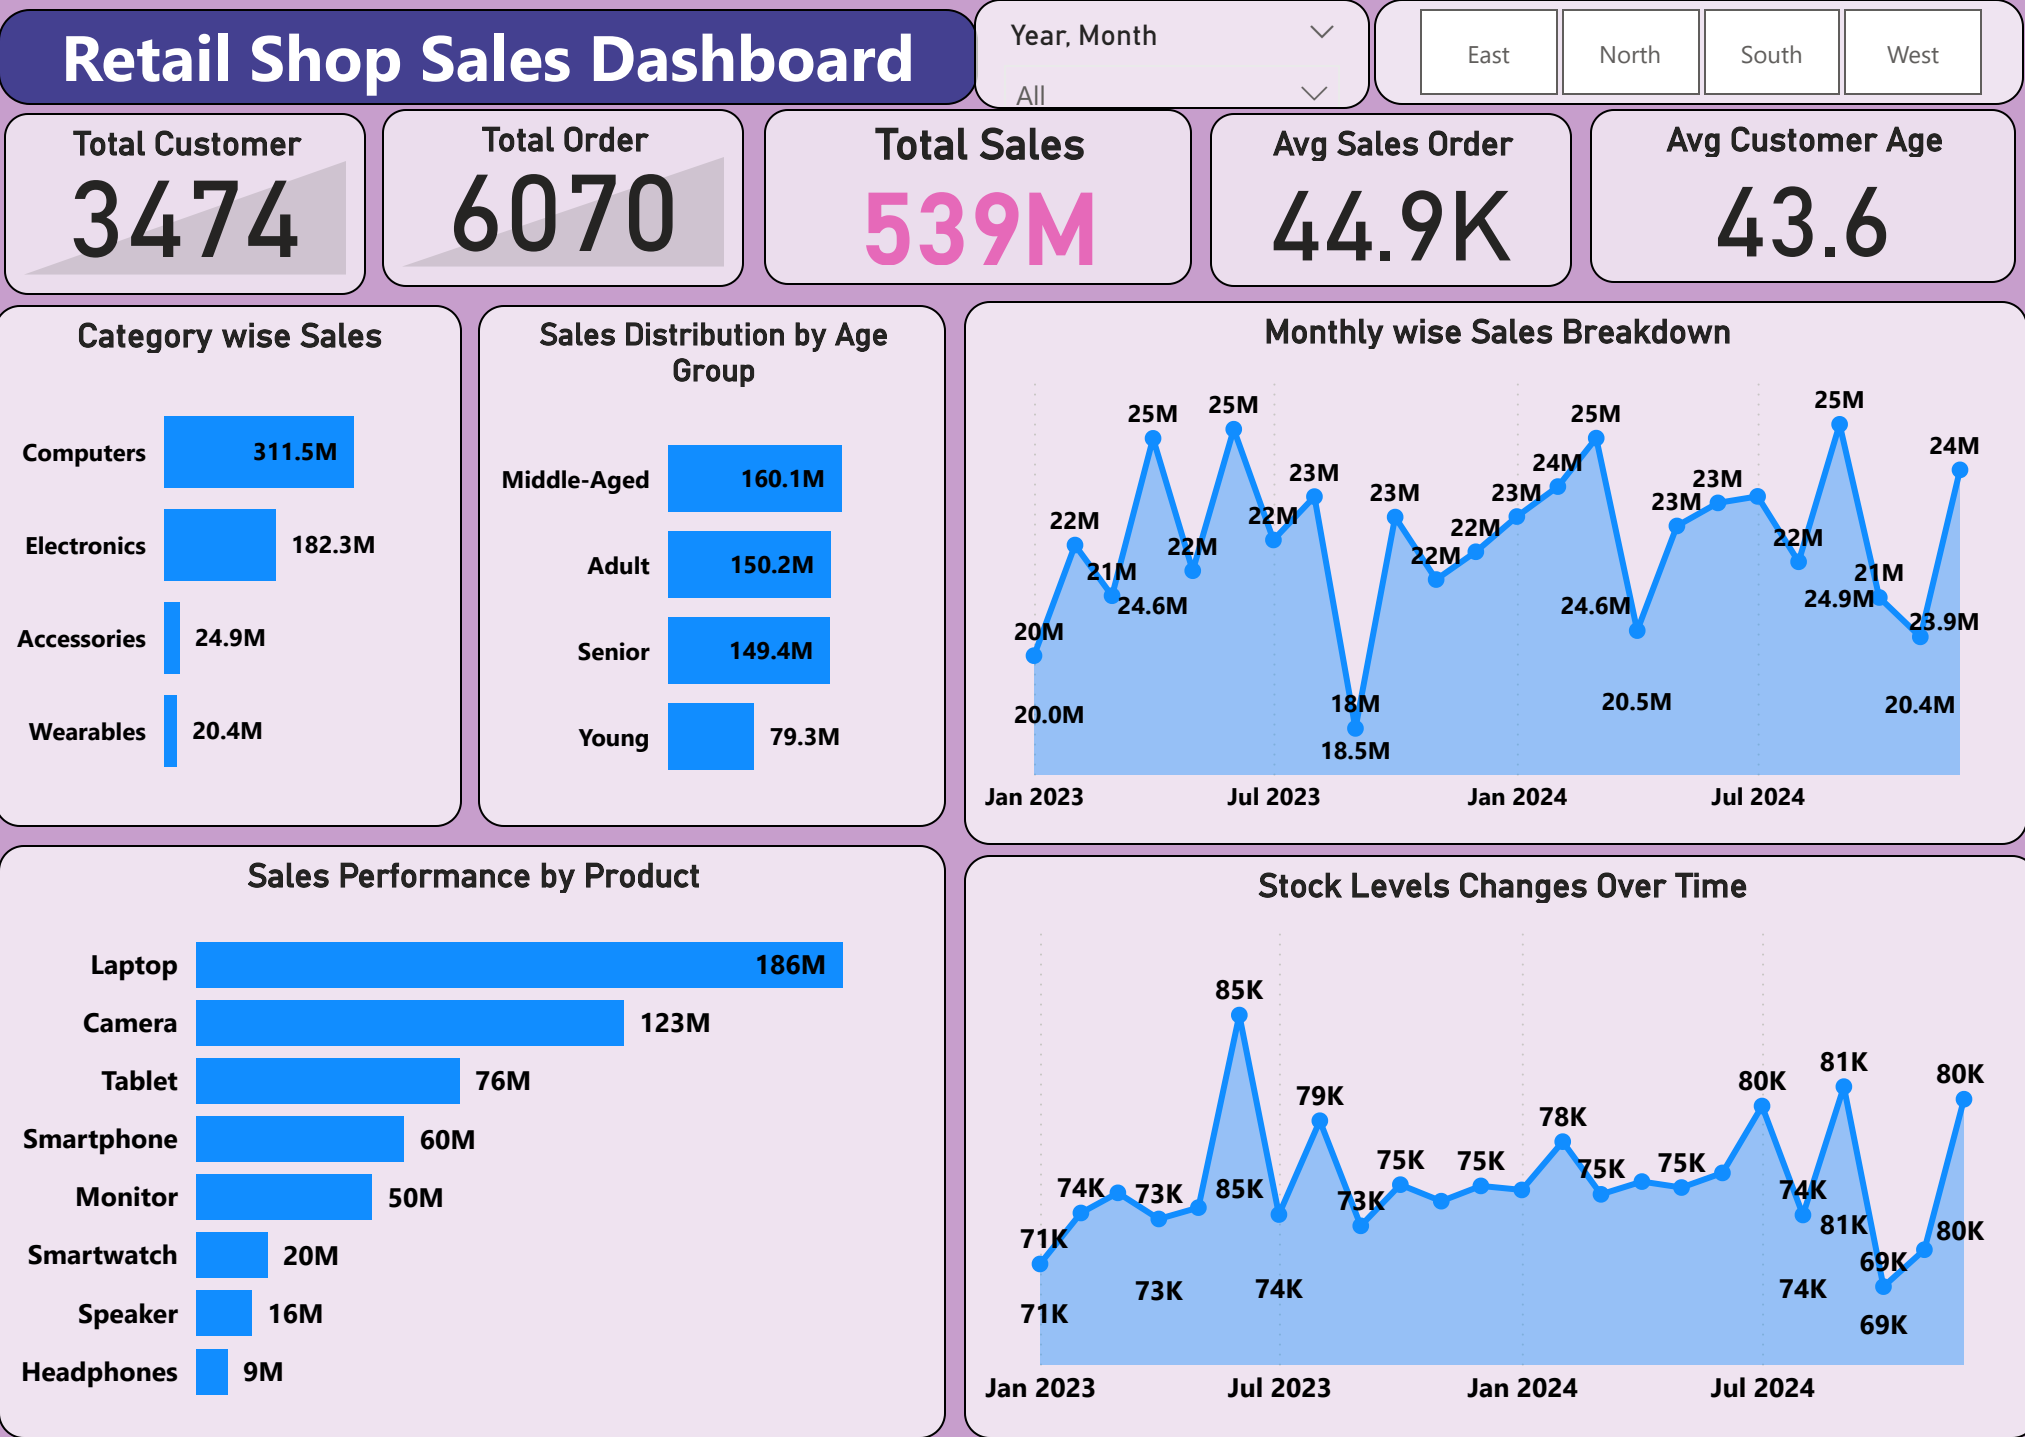 Retail Shop Sales Dashboard
Year, Month
All
East
North
South
West
Total Customer
3474
Total Order
6070
Total Sales
539M
Avg Sales Order
44.9K
Avg Customer Age
43.6
Category wise Sales
Computers
311.5M
Electronics
182.3M
Accessories
24.9M
Wearables
20.4M
Sales Distribution by Age
Group
Middle-Aged
160.1M
Adult
150.2M
Senior
149.4M
Young
79.3M
Monthly wise Sales Breakdown
20M
22M
21M
25M
22M
25M
22M
23M
18M
23M
22M
22M
23M
24M
25M
23M
23M
22M
25M
21M
24M
20.0M
24.6M
18.5M
24.6M
20.5M
24.9M
20.4M
23.9M
Jan 2023
Jul 2023
Jan 2024
Jul 2024
Sales Performance by Product
Laptop
186M
Camera
123M
Tablet
76M
Smartphone
60M
Monitor
50M
Smartwatch
20M
Speaker
16M
Headphones
9M
Stock Levels Changes Over Time
71K
74K
73K
85K
79K
73K
75K
75K
78K
75K
75K
80K
74K
81K
69K
80K
71K
73K
85K
74K
74K
81K
69K
80K
Jan 2023
Jul 2023
Jan 2024
Jul 2024